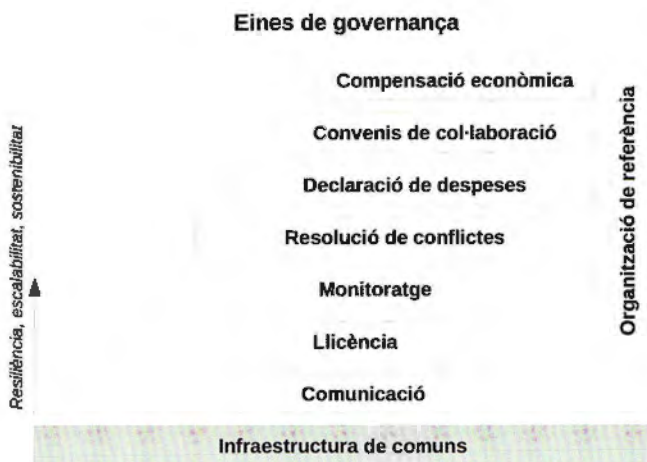 Eines de governança
Compensació econòmica
Convenis de col·laboració
Declaració de despeses
Resolució de conflictes
Monitoratge
Llicència
Comunicació
Infraestructura de comuns
Resiliència, escalabilitat, sostenibilitat
Organització de referència